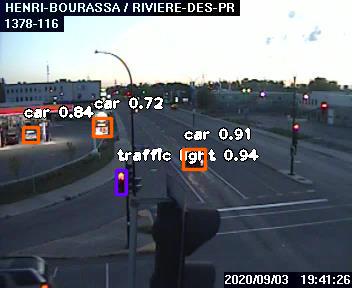 HENRI-BOURASSA / RIVIERE-DES-PR
1378-116
car 0.84
car 0.72
car 0.91
traffic light 0.94
2020/09/03 19:41:26